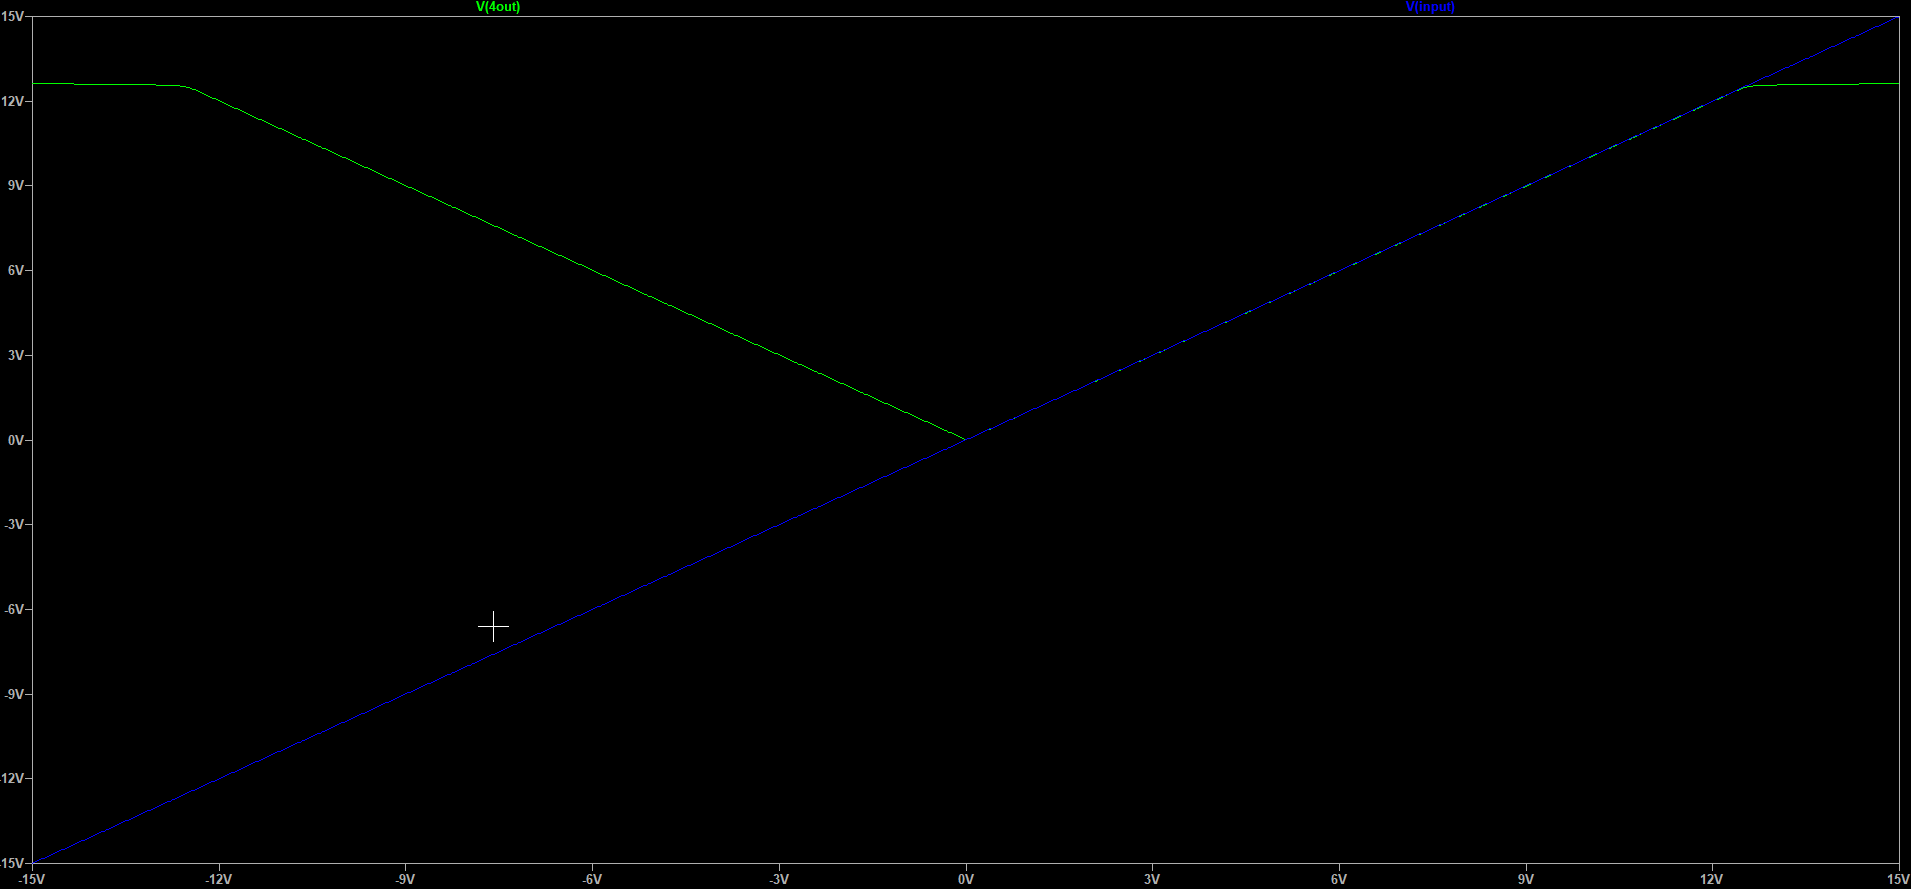 V(4out) V(input)
15V
12V
9V
6V
3V
0V
-3V
-6V
-9V
-12V
-15V
-15V -12V -9V -6V -3V 0V 3V 6V 9V 12V 15V